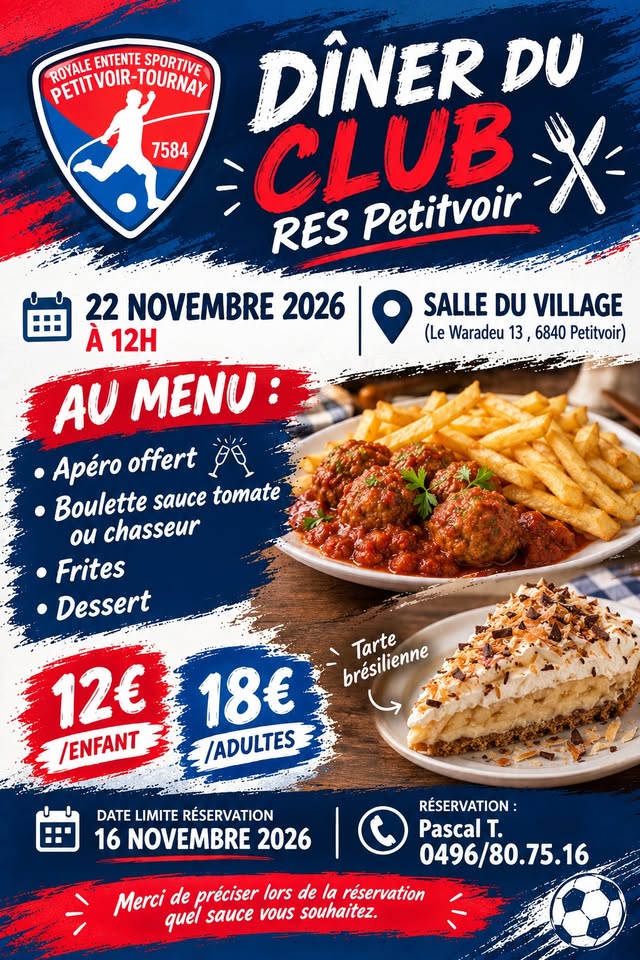 ROYALE ENTENTE SPORTIVE
PETITVOIR-TOURNAY
7584
DÎNER DU
CLUB
RES Petitvoir
22 NOVEMBRE 2026
À 12H
SALLE DU VILLAGE
(Le Waradeu 13 , 6840 Petitvoir)
AU MENU :
• Apéro offert
• Boulette sauce tomate
ou chasseur
• Frites
• Dessert
Tarte
brésilienne
12€
/ENFANT
18€
/ADULTES
DATE LIMITE RÉSERVATION
16 NOVEMBRE 2026
RÉSERVATION :
Pascal T.
0496/80.75.16
Merci de préciser lors de la réservation
quel sauce vous souhaitez.